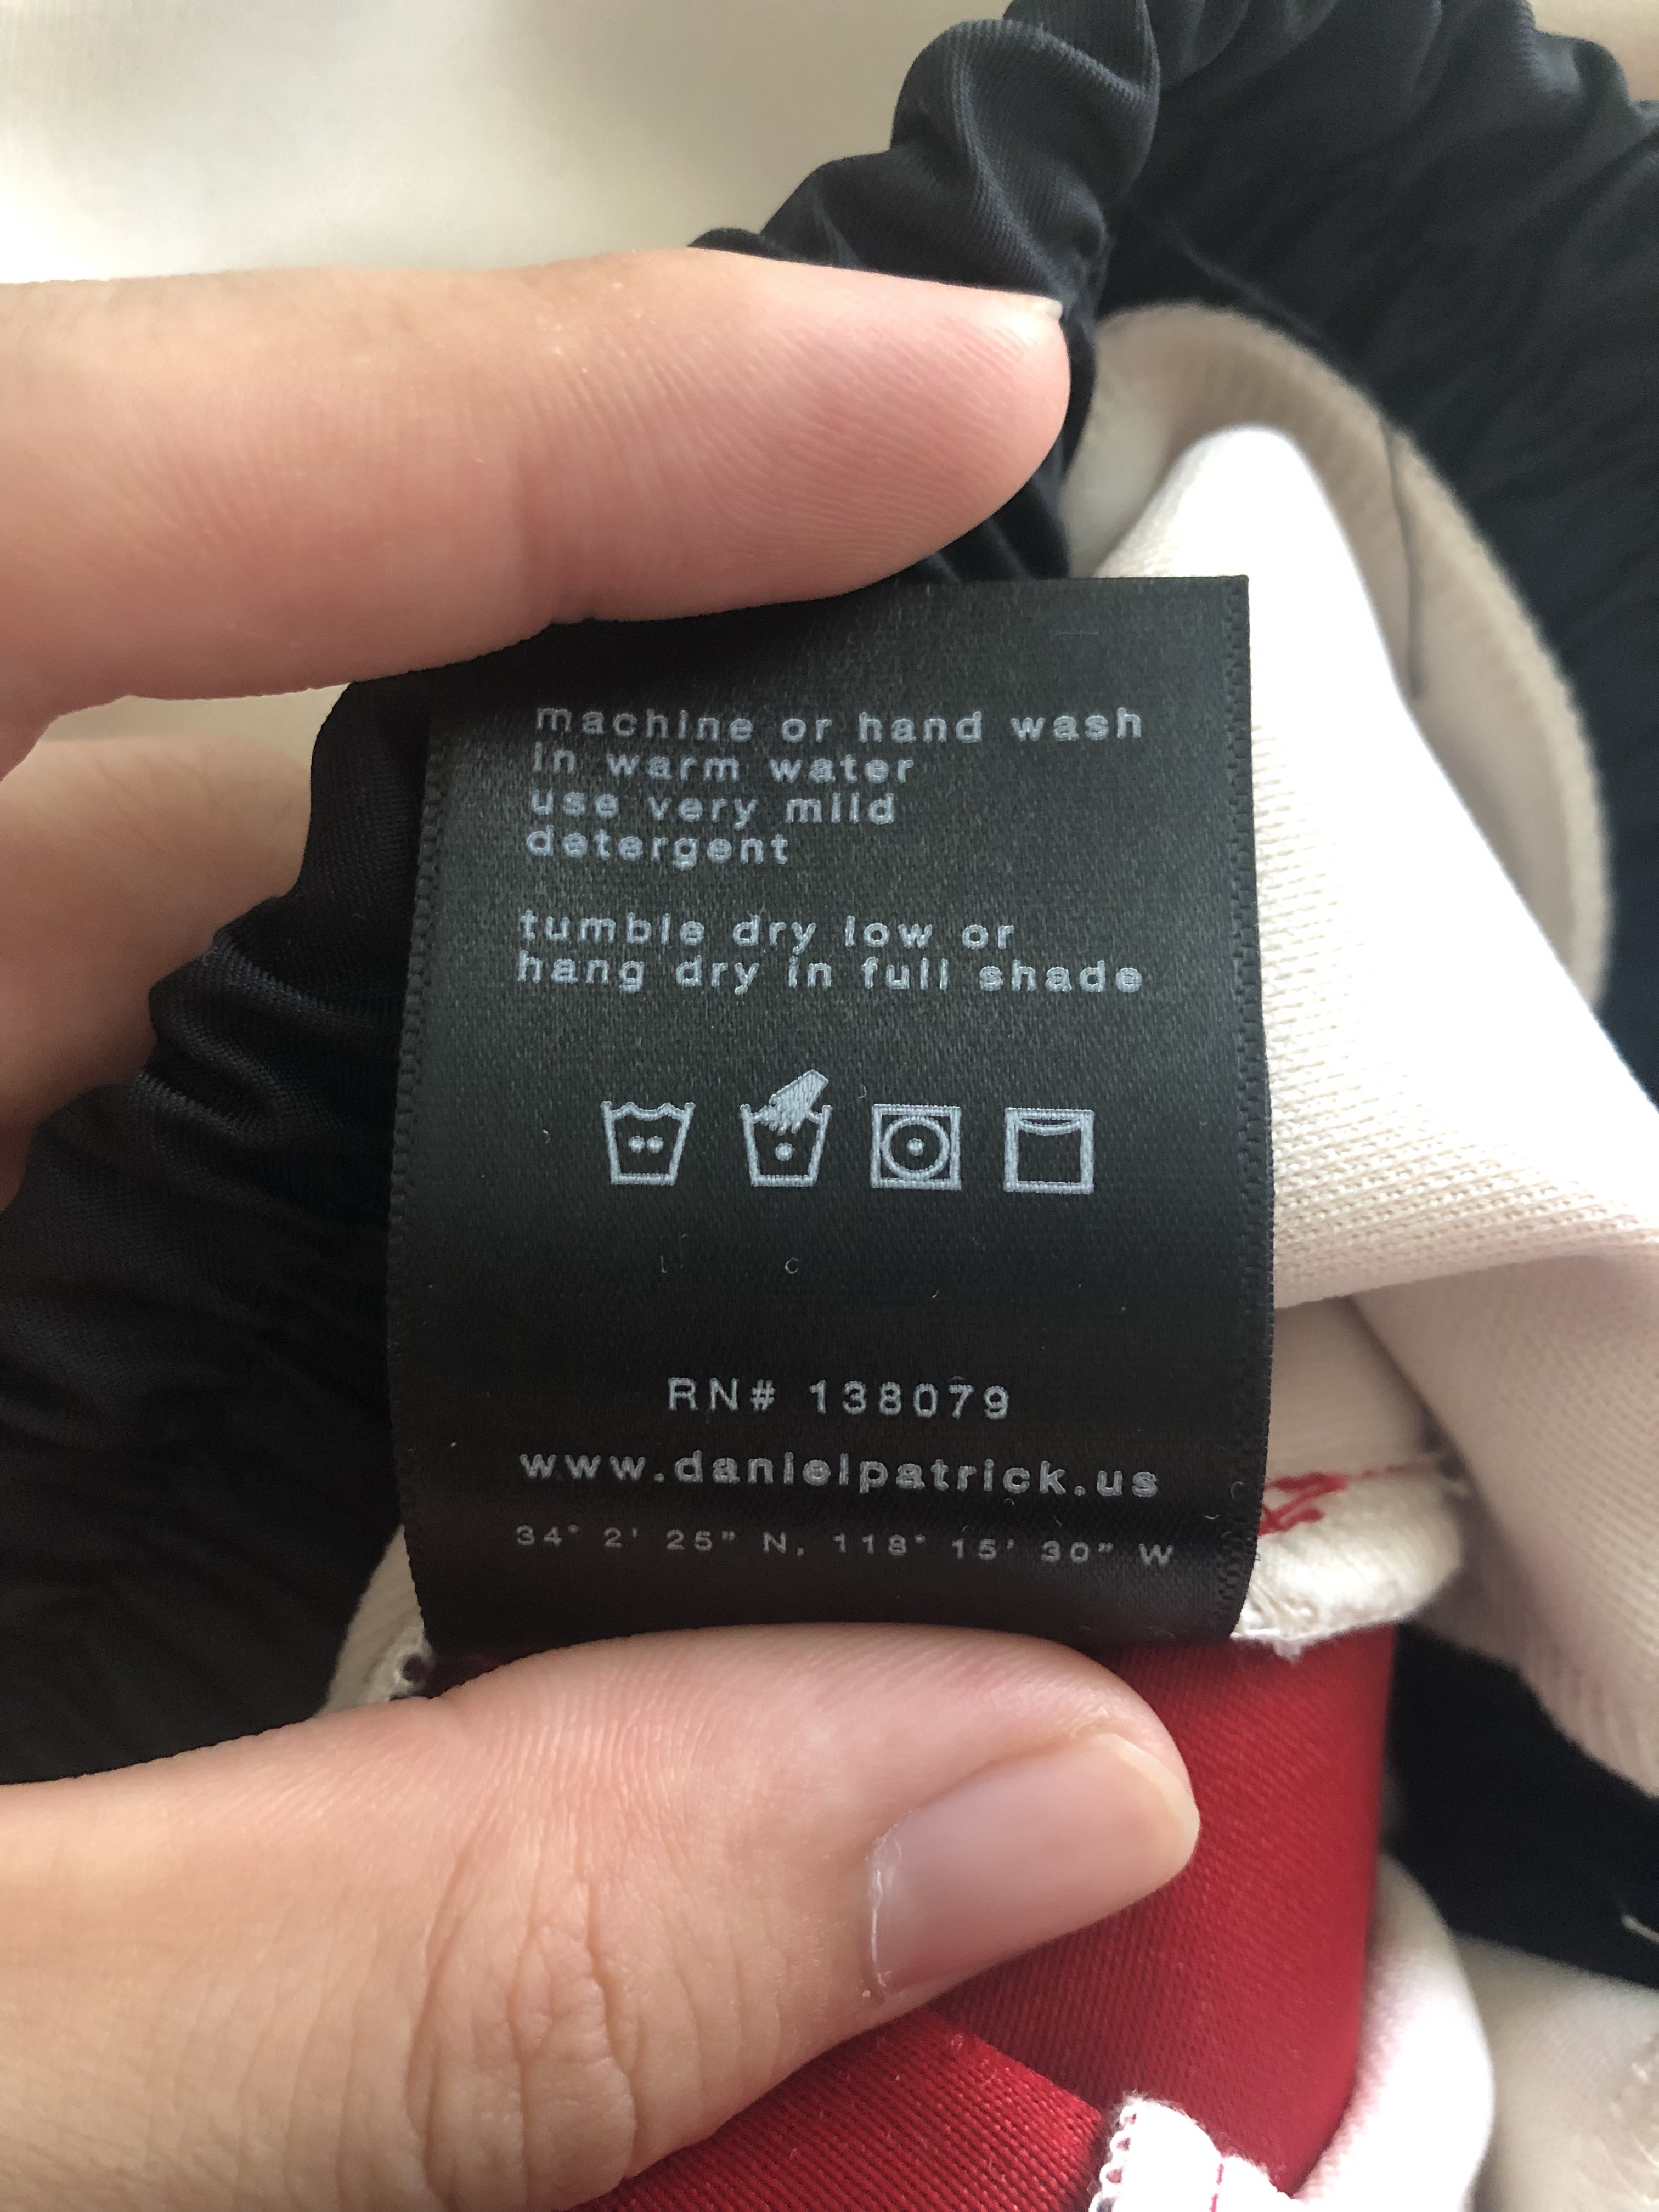 machine or hand wash
in warm water
use very mild
detergent
tumble dry low or
hang dry in full shade
RN# 138079
www.danielpatrick.us
34° 2' 25" N, 118° 15' 30" W